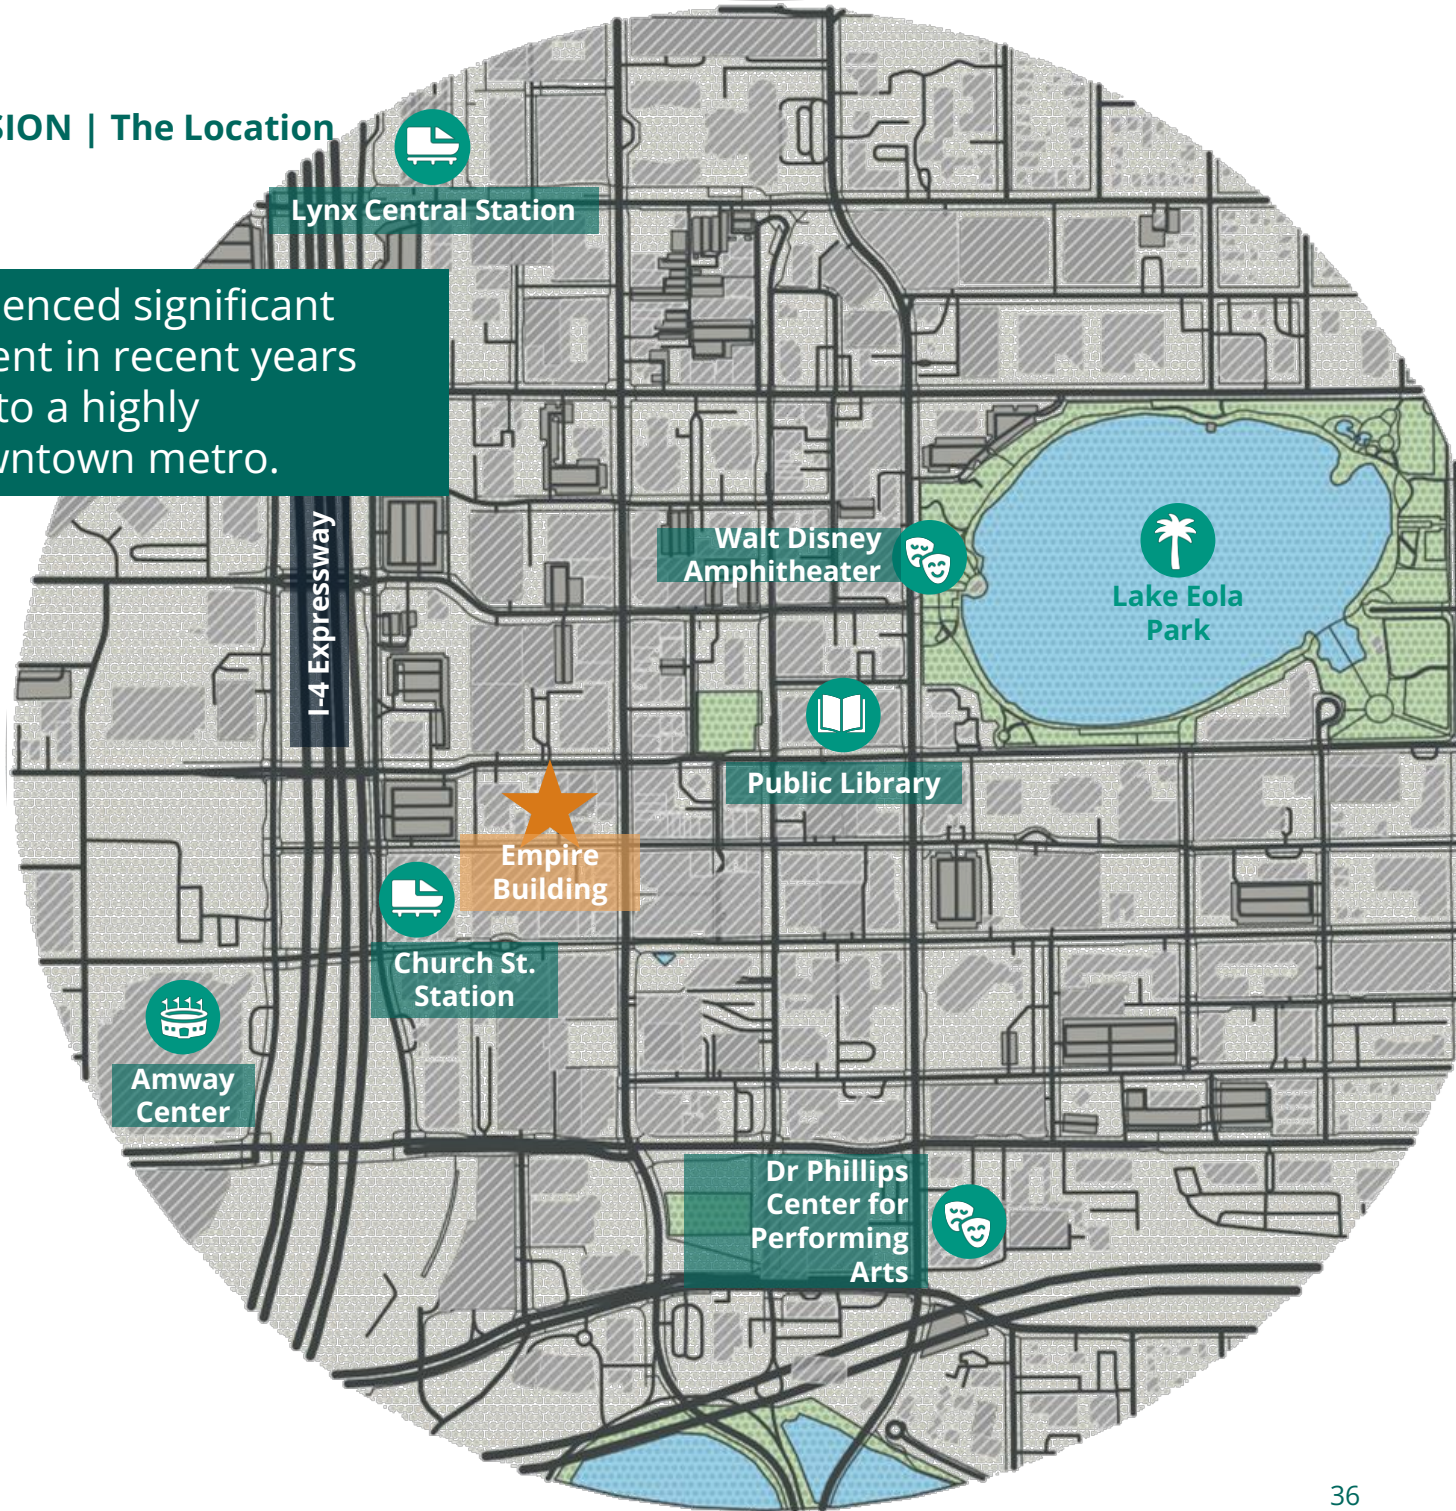 SION | The Location
Lynx Central Station
enced significant
ent in recent years
to a highly
wntown metro.
I-4 Expressway
Walt Disney
Amphitheater
Lake Eola
Park
Public Library
Empire
Building
Church St.
Station
Amway
Center
Dr Phillips
Center for
Performing
Arts
36